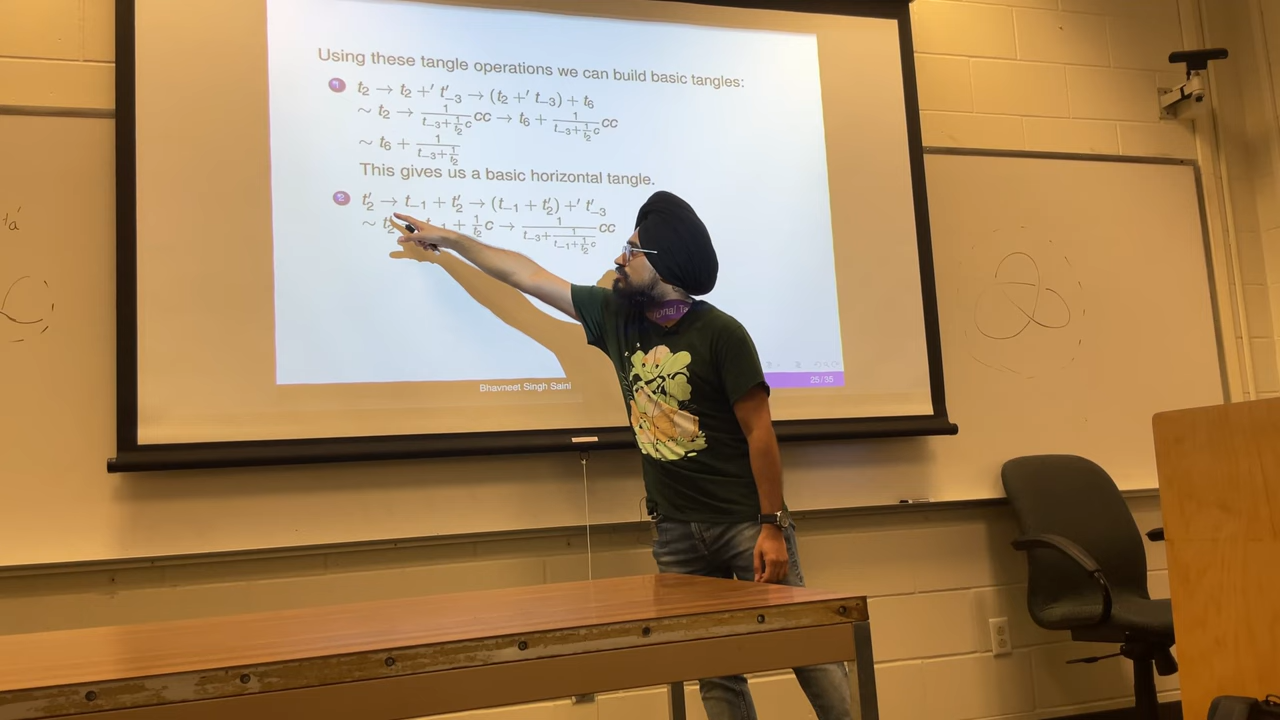 Using these tangle operations we can build basic tangles:
1 t₂ → t₂ +′ t′₋₃ → (t₂ +′ t₋₃) + t₆
∼ t₂ → 1/(t₋₃ + (1/t₂)c) cc → t₆ + 1/(t₋₃ + (1/t₂)c) cc
∼ t₆ + 1/(t₋₃ + 1/t₂)
This gives us a basic horizontal tangle.
2 t′₂ → t₋₁ + t′₂ → (t₋₁ + t′₂) +′ t′₋₃
∼ + (1/t₂)c → 1/(t₋₃ + 1/(t₋₁ + (1/t₂)c)) cc
Bhavneet Singh
25/35